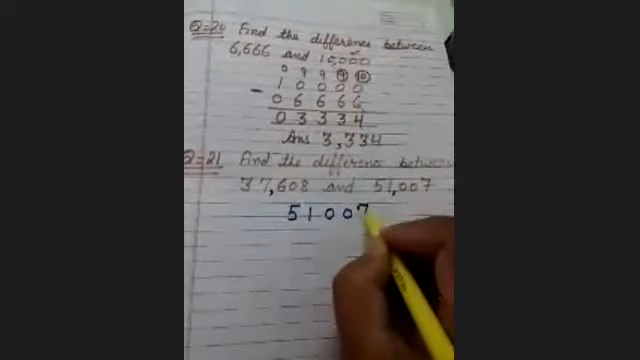 Q=20 Find the difference between
6,666 and 10,000
0 9 9 9 10
1 0 0 0 0
- 0 6 6 6 6
0 3 3 3 4
Ans 3,334
Q=21 Find the difference between
37,608 and 51,007
5 1 0 0 7